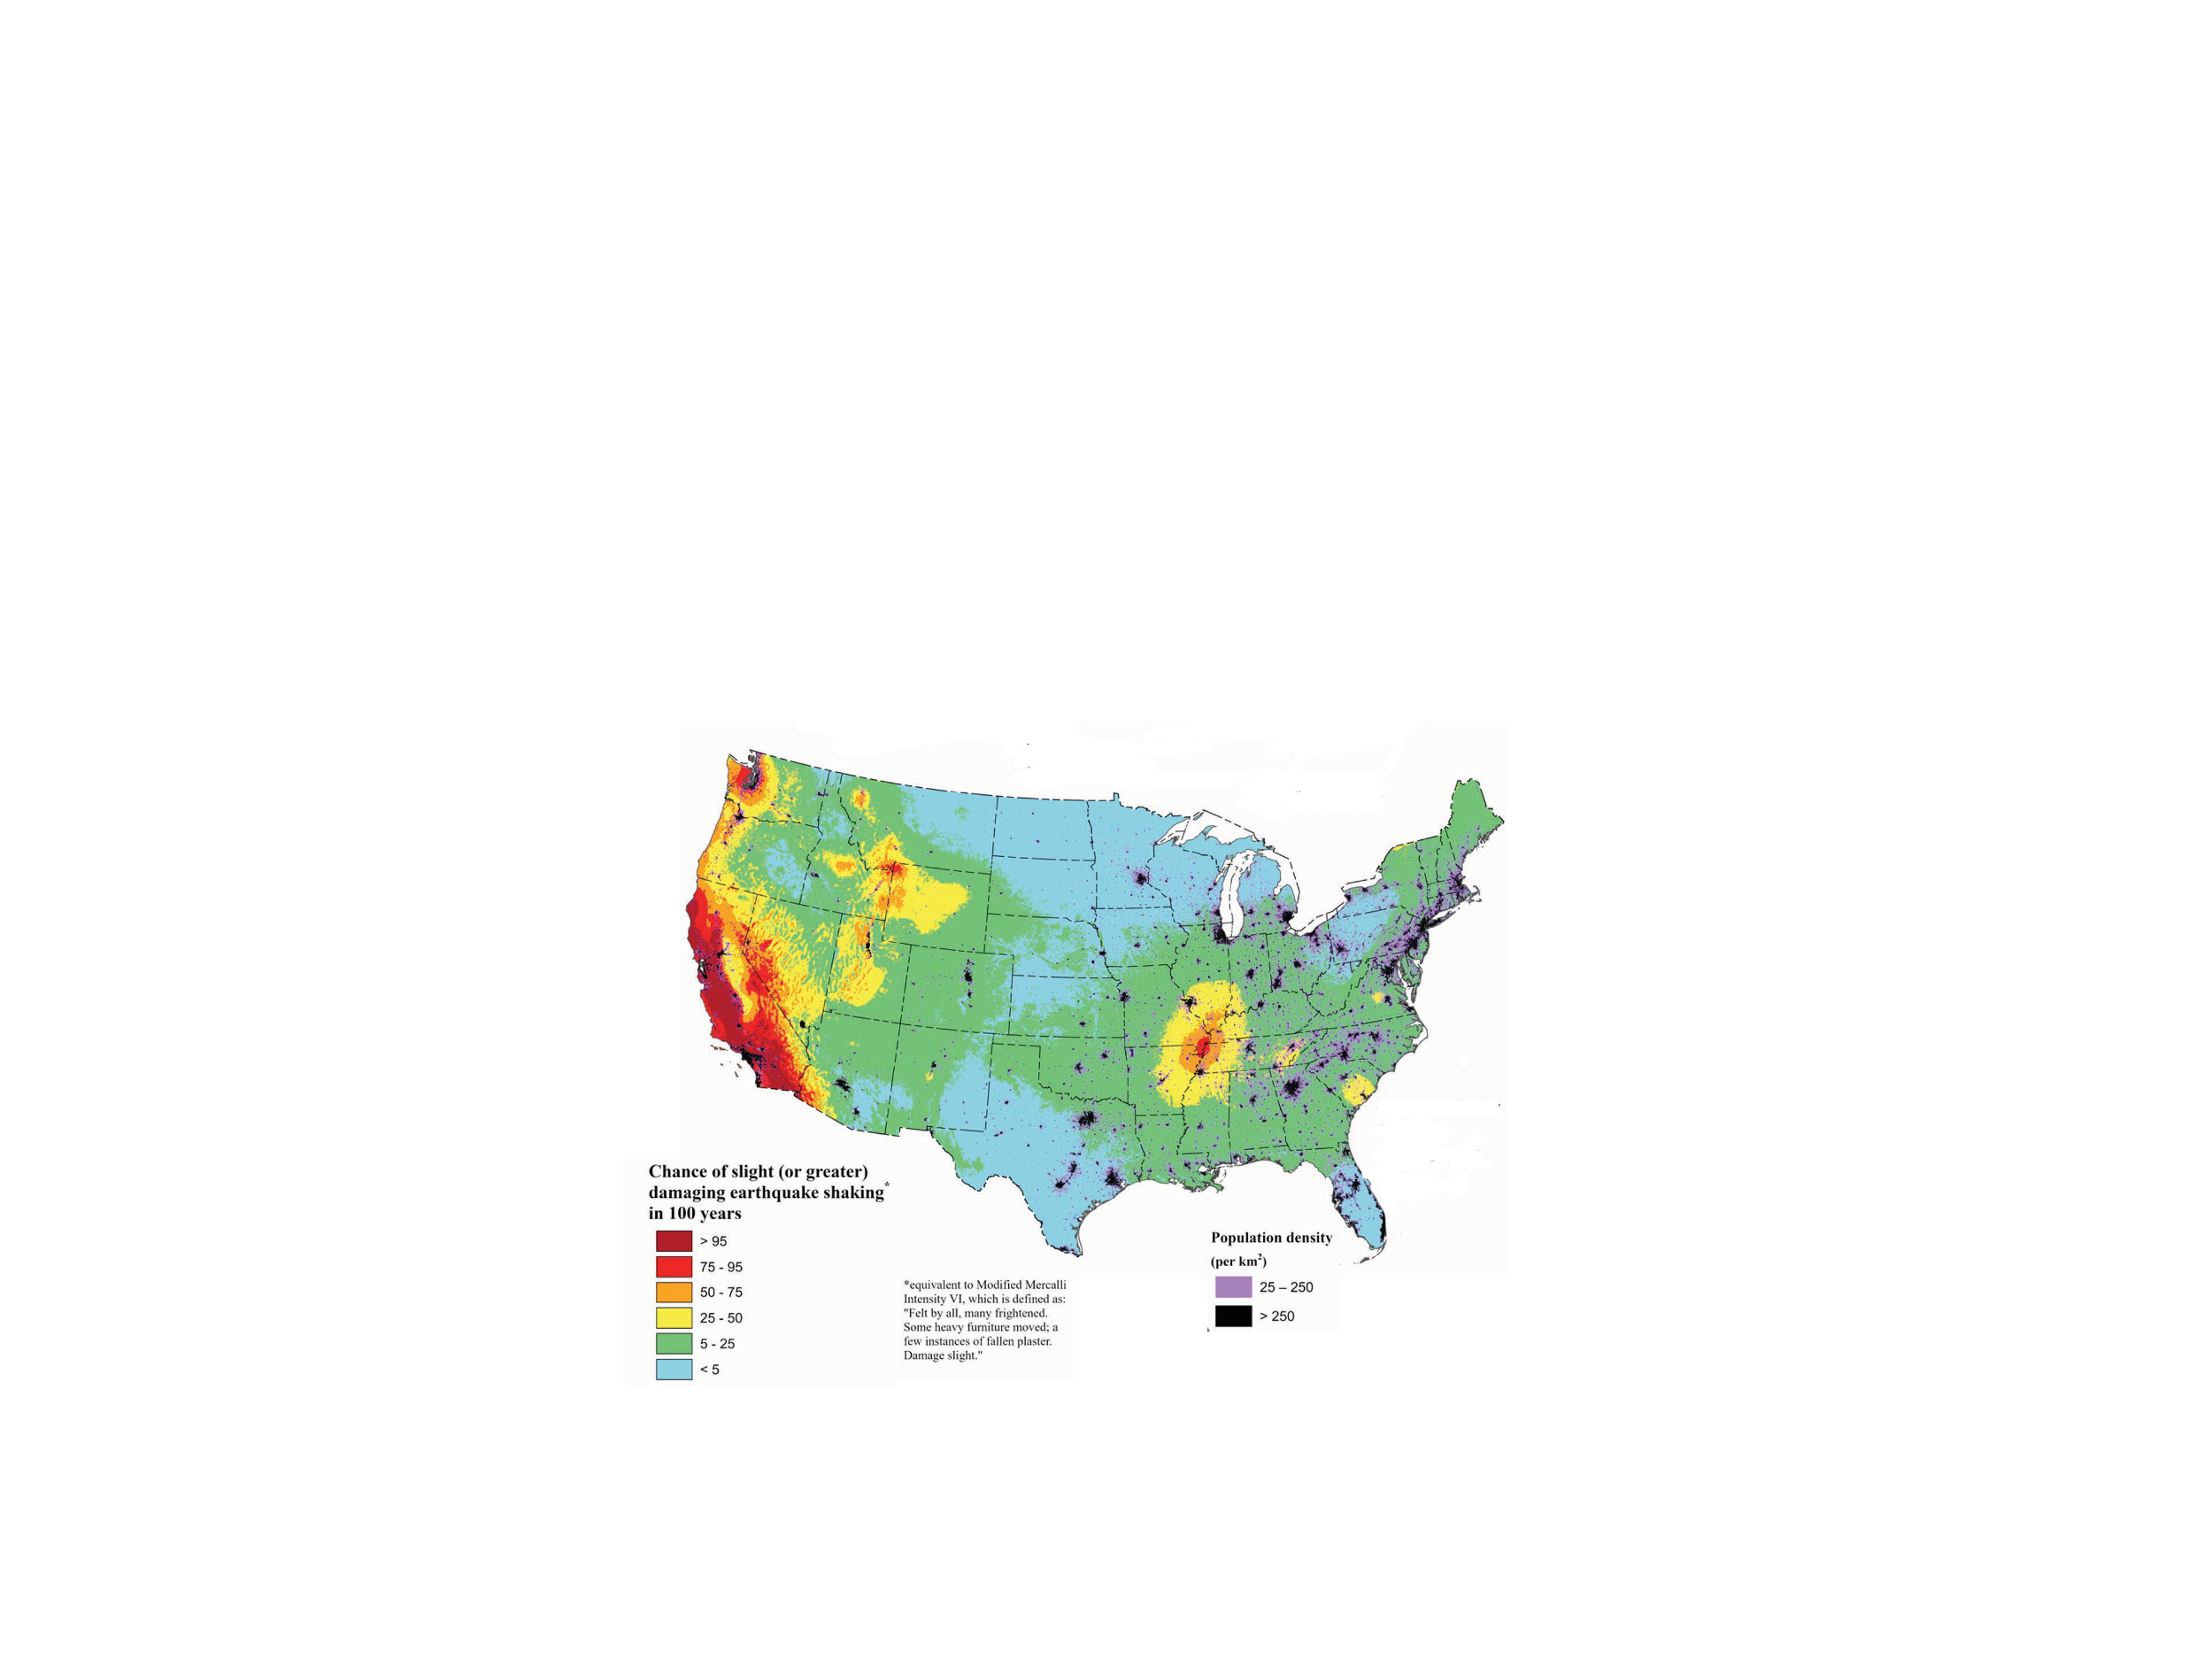 Chance of slight (or greater)
damaging earthquake shaking*
in 100 years
> 95
75 - 95
50 - 75
25 - 50
5 - 25
< 5
*equivalent to Modified Mercalli
Intensity VI, which is defined as:
"Felt by all, many frightened.
Some heavy furniture moved; a
few instances of fallen plaster.
Damage slight."
Population density
(per km²)
25 – 250
> 250